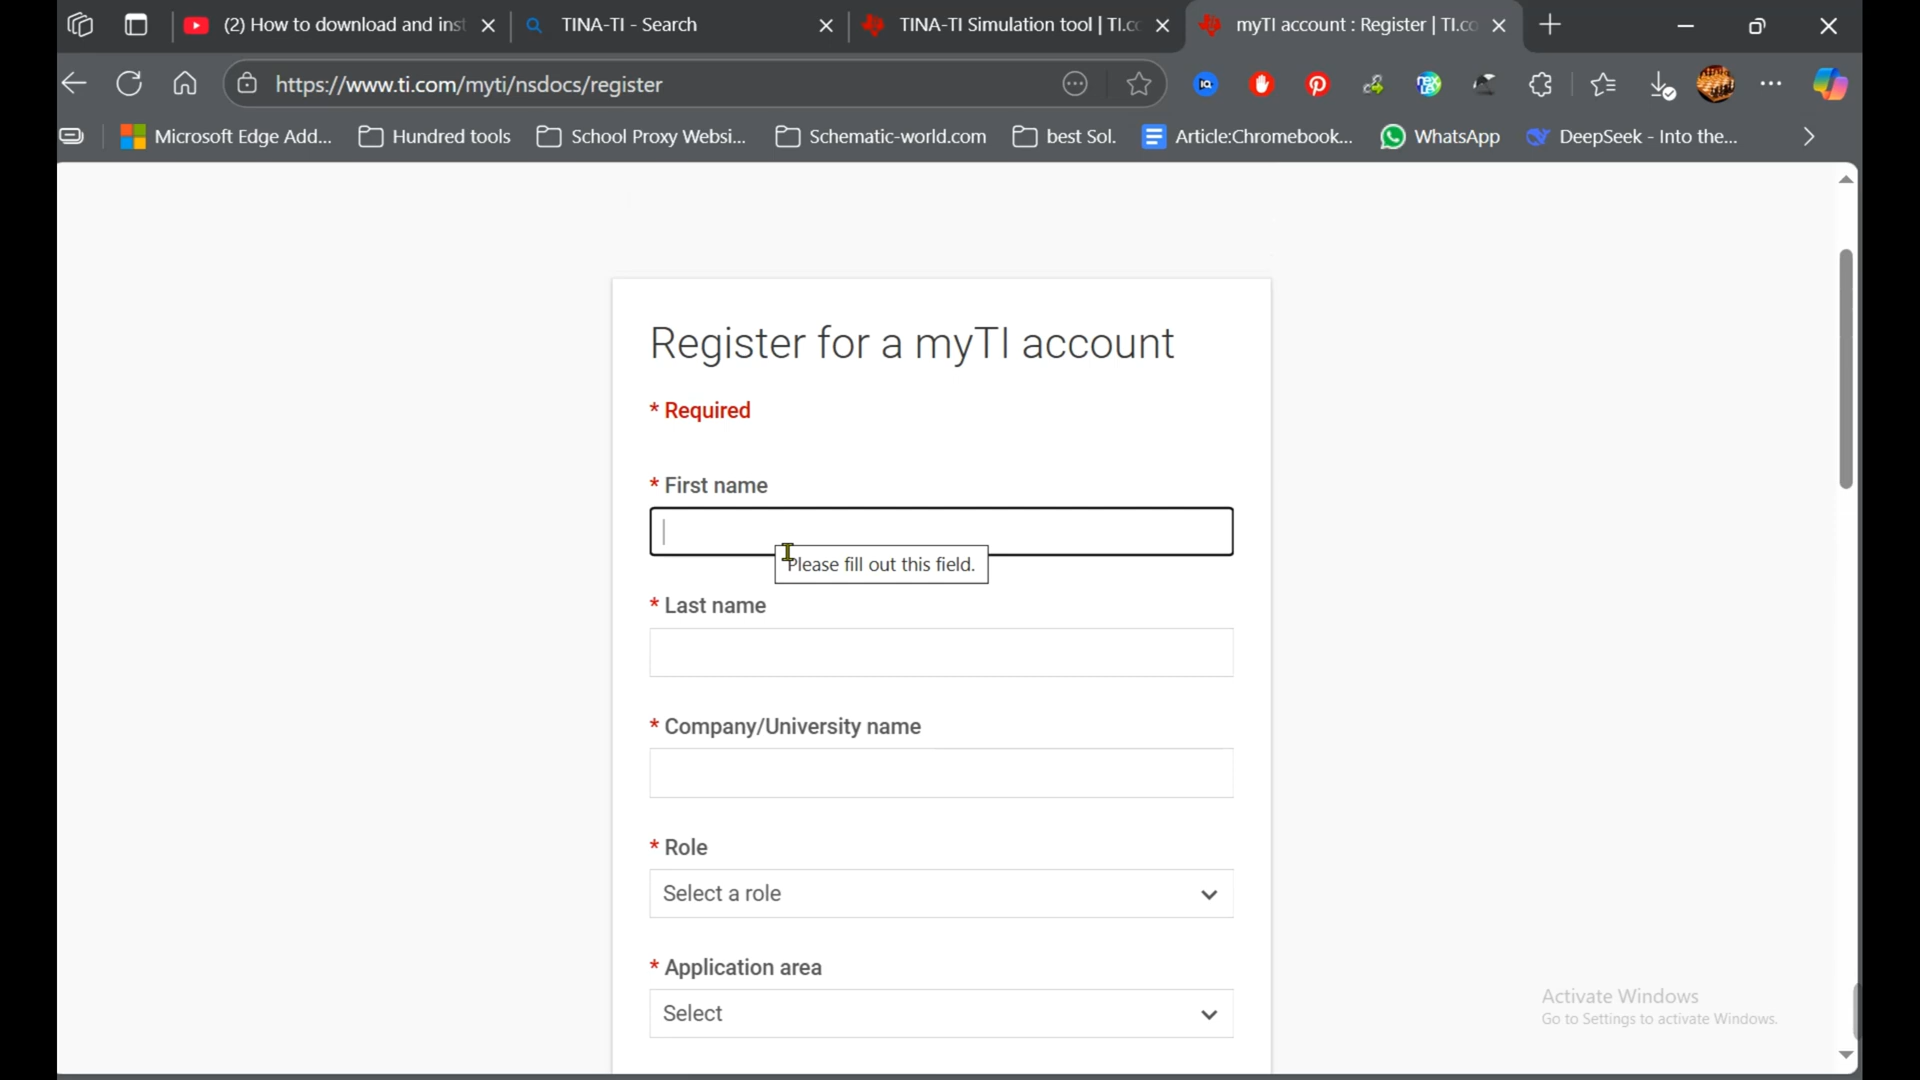 (2) How to download and inst
TINA-TI - Search
TINA-TI Simulation tool | TI.co
myTI account : Register | TI.co
https://www.ti.com/myti/nsdocs/register
Microsoft Edge Add...
Hundred tools
School Proxy Websi...
Schematic-world.com
best Sol.
Article:Chromebook...
WhatsApp
DeepSeek - Into the...
Register for a myTI account
* Required
* First name
Please fill out this field.
* Last name
* Company/University name
* Role
Select a role
* Application area
Select
Activate Windows
Go to Settings to activate Windows.